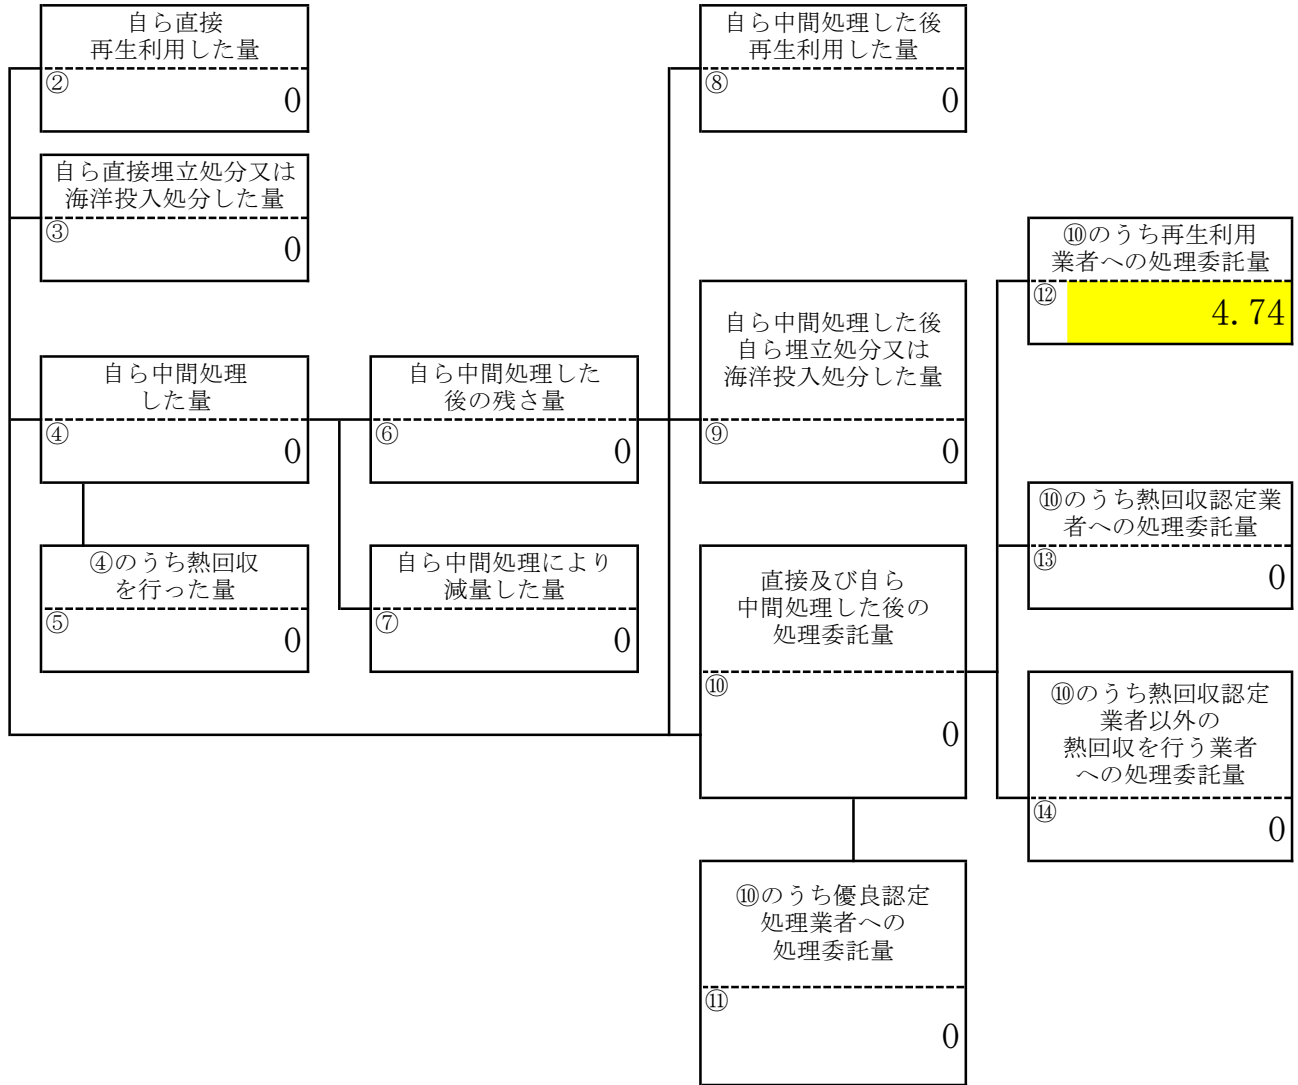 自ら直接
再生利用した量
②
0
自ら直接埋立処分又は
海洋投入処分した量
③
0
自ら中間処理
した量
④
0
④のうち熱回収
を行った量
⑤
0
自ら中間処理した
後の残さ量
⑥
0
自ら中間処理により
減量した量
⑦
0
自ら中間処理した後
再生利用した量
⑧
0
自ら中間処理した後
自ら埋立処分又は
海洋投入処分した量
⑨
0
直接及び自ら
中間処理した後の
処理委託量
⑩
0
⑩のうち優良認定
処理業者への
処理委託量
⑪
0
⑩のうち再生利用
業者への処理委託量
⑫
4.74
⑩のうち熱回収認定業
者への処理委託量
⑬
0
⑩のうち熱回収認定
業者以外の
熱回収を行う業者
への処理委託量
⑭
0